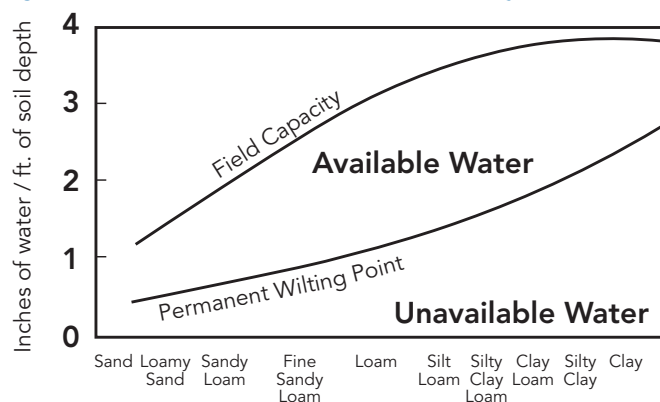 4
3
2
1
0
Inches of water / ft. of soil depth
Field Capacity
Available Water
Permanent Wilting Point
Unavailable Water
Sand Loamy Sandy Fine Loam Silt Silty Clay Silty Clay
Sand Loam Sandy Loam Clay Loam Clay
Loam Loam